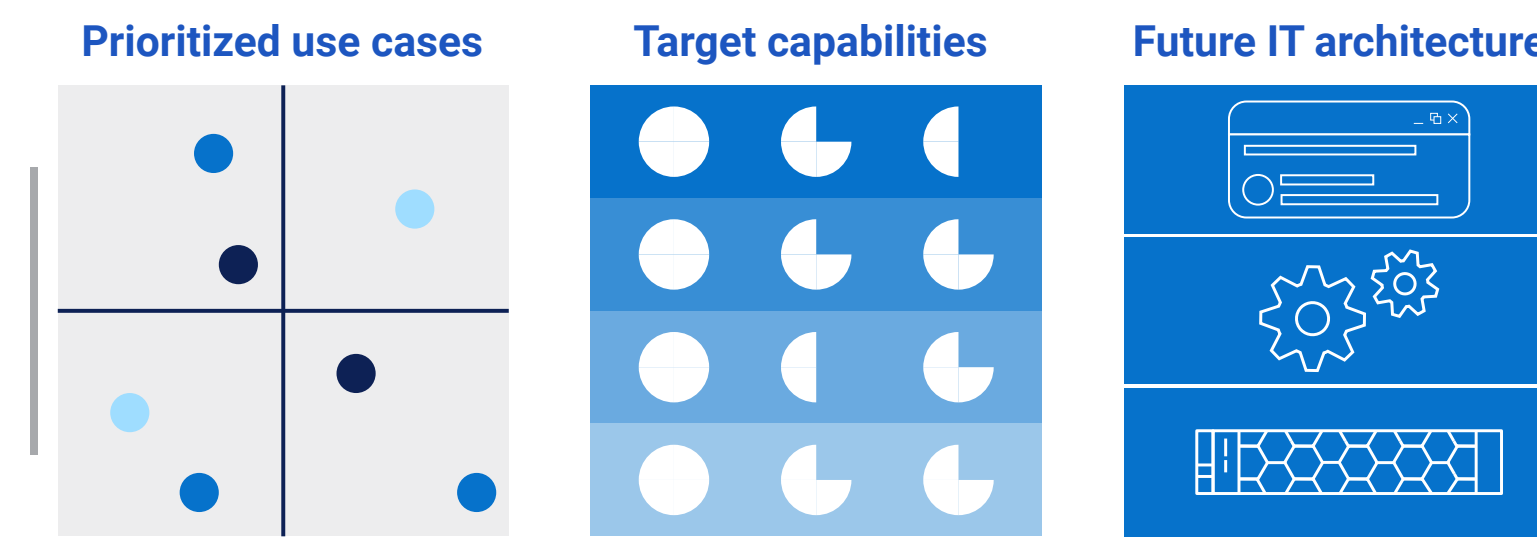 Prioritized use cases
Target capabilities
Future IT architecture